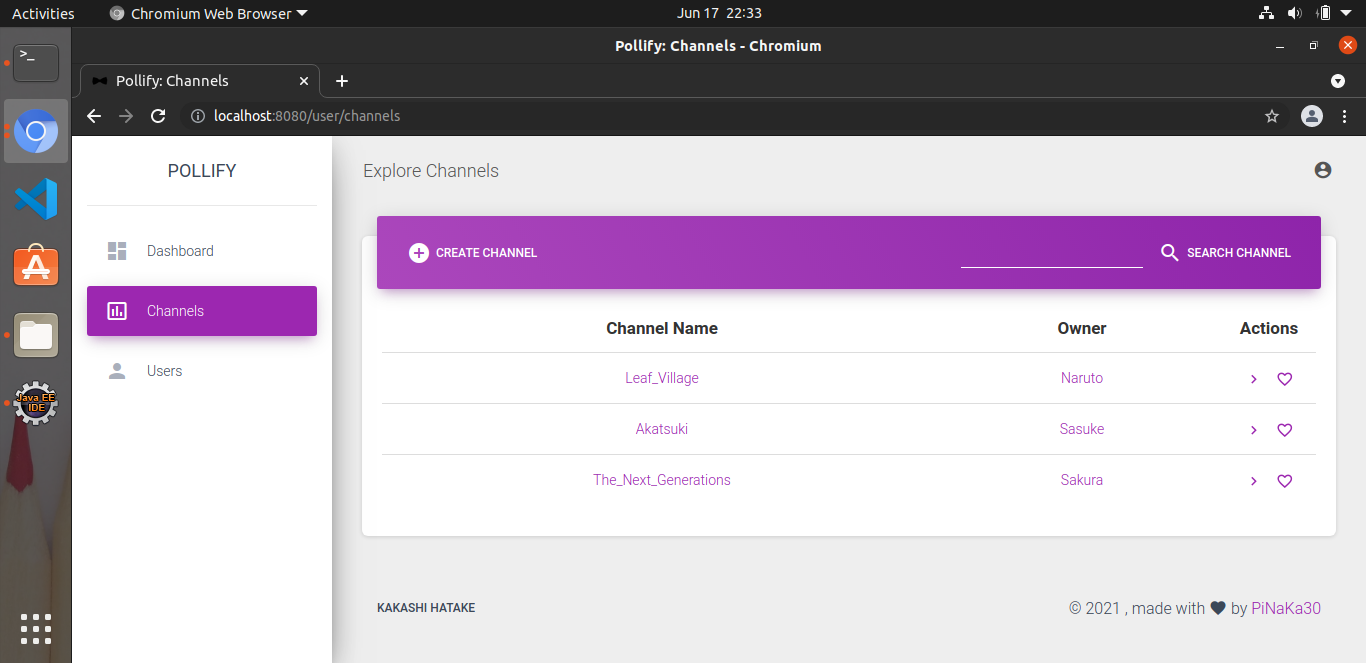 Activities
Chromium Web Browser
Jun 17 22:33
Pollify: Channels - Chromium
Pollify: Channels
localhost:8080/user/channels
>_
Java EE
IDE
POLLIFY
Dashboard
Channels
Users
Explore Channels
CREATE CHANNEL
SEARCH CHANNEL
Channel Name Owner Actions
Leaf_Village Naruto
Akatsuki Sasuke
The_Next_Generations Sakura
KAKASHI HATAKE
© 2021 , made with ♥ by PiNaKa30